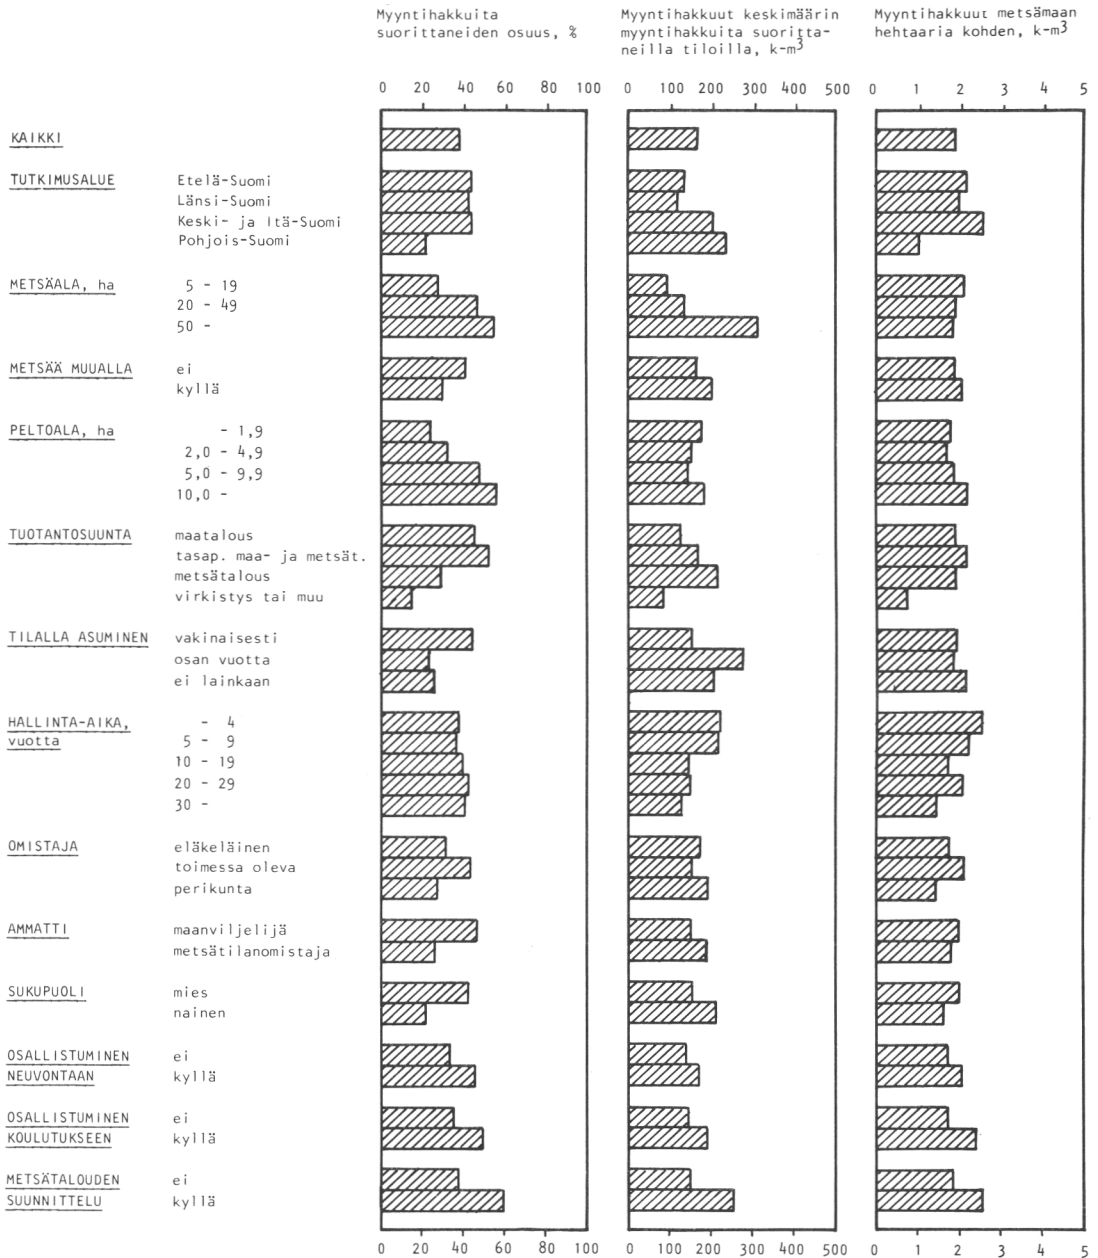 Myyntihakkuita
suorittaneiden osuus, %
Myyntihakkuut keskimäärin
myyntihakkuita suoritta-
neilla tiloilla, k-m³
Myyntihakkuut metsämaan
hehtaaria kohden, k-m³
0 20 40 60 80 100
0 100 200 300 400 500
0 1 2 3 4 5
KAIKKI
TUTKIMUSALUE Etelä-Suomi
Länsi-Suomi
Keski- ja Itä-Suomi
Pohjois-Suomi
METSÄALA, ha 5 - 19
20 - 49
50 -
METSÄÄ MUUALLA ei
kyllä
PELTOALA, ha - 1,9
2,0 - 4,9
5,0 - 9,9
10,0 -
TUOTANTOSUUNTA maatalous
tasap. maa- ja metsät.
metsätalous
virkistys tai muu
TILALLA ASUMINEN vakinaisesti
osan vuotta
ei lainkaan
HALLINTA-AIKA, - 4
vuotta 5 - 9
10 - 19
20 - 29
30 -
OMISTAJA eläkeläinen
toimessa oleva
perikunta
AMMATTI maanviljelijä
metsätilanomistaja
SUKUPUOLI mies
nainen
OSALLISTUMINEN ei
NEUVONTAAN kyllä
OSALLISTUMINEN ei
KOULUTUKSEEN kyllä
METSÄTALOUDEN ei
SUUNNITTELU kyllä
0 20 40 60 80 100
0 100 200 300 400 500
0 1 2 3 4 5